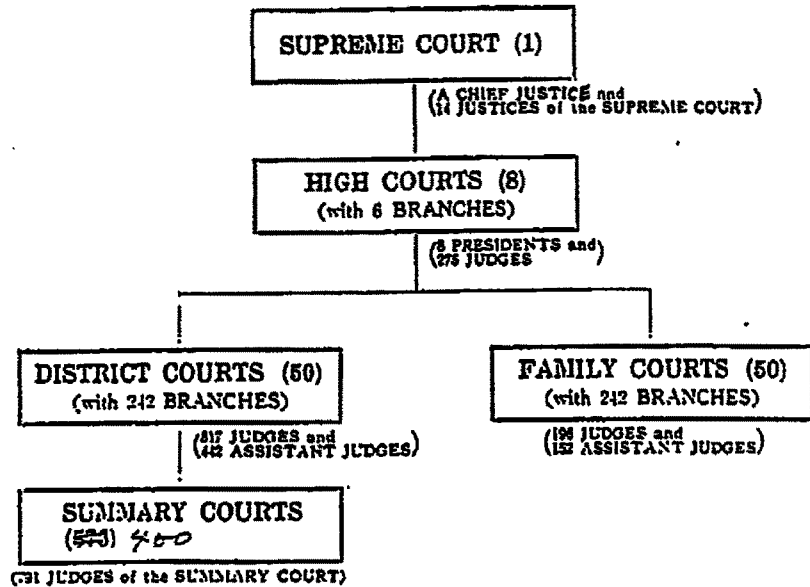 SUPREME COURT (1)
(A CHIEF JUSTICE and
14 JUSTICES of the SUPREME COURT)
HIGH COURTS (8)
(with 6 BRANCHES)
(8 PRESIDENTS and
JUDGES)
DISTRICT COURTS (50)
(with 242 BRANCHES)
JUDGES and
442 ASSISTANT JUDGES)
FAMILY COURTS (50)
(with 242 BRANCHES)
JUDGES and
ASSISTANT JUDGES)
SUMMARY COURTS
400
JUDGES of the SUMMARY COURT)